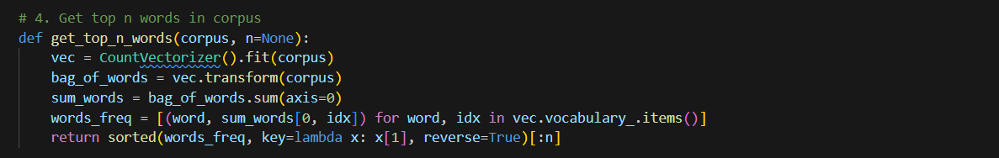 # 4. Get top n words in corpus
def get_top_n_words(corpus, n=None):
    vec = CountVectorizer().fit(corpus)
    bag_of_words = vec.transform(corpus)
    sum_words = bag_of_words.sum(axis=0)
    words_freq = [(word, sum_words[0, idx]) for word, idx in vec.vocabulary_.items()]
    return sorted(words_freq, key=lambda x: x[1], reverse=True)[:n]